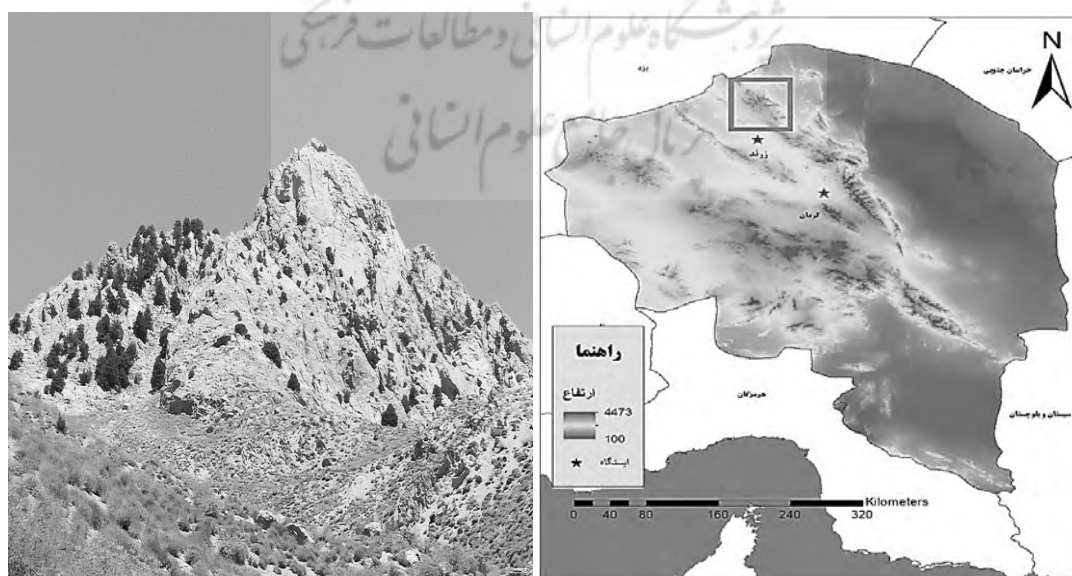 پژوهشگاه علوم انسانی و مطالعات فرهنگی
پرتال جامع علوم انسانی
N
خراسان جنوبی
یزد
زرند
کرمان
راهنما
ارتفاع
4473
100
ایستگاه
هرمزگان
سیستان و بلوچستان
Kilometers
0 20 40 80 160 240 320